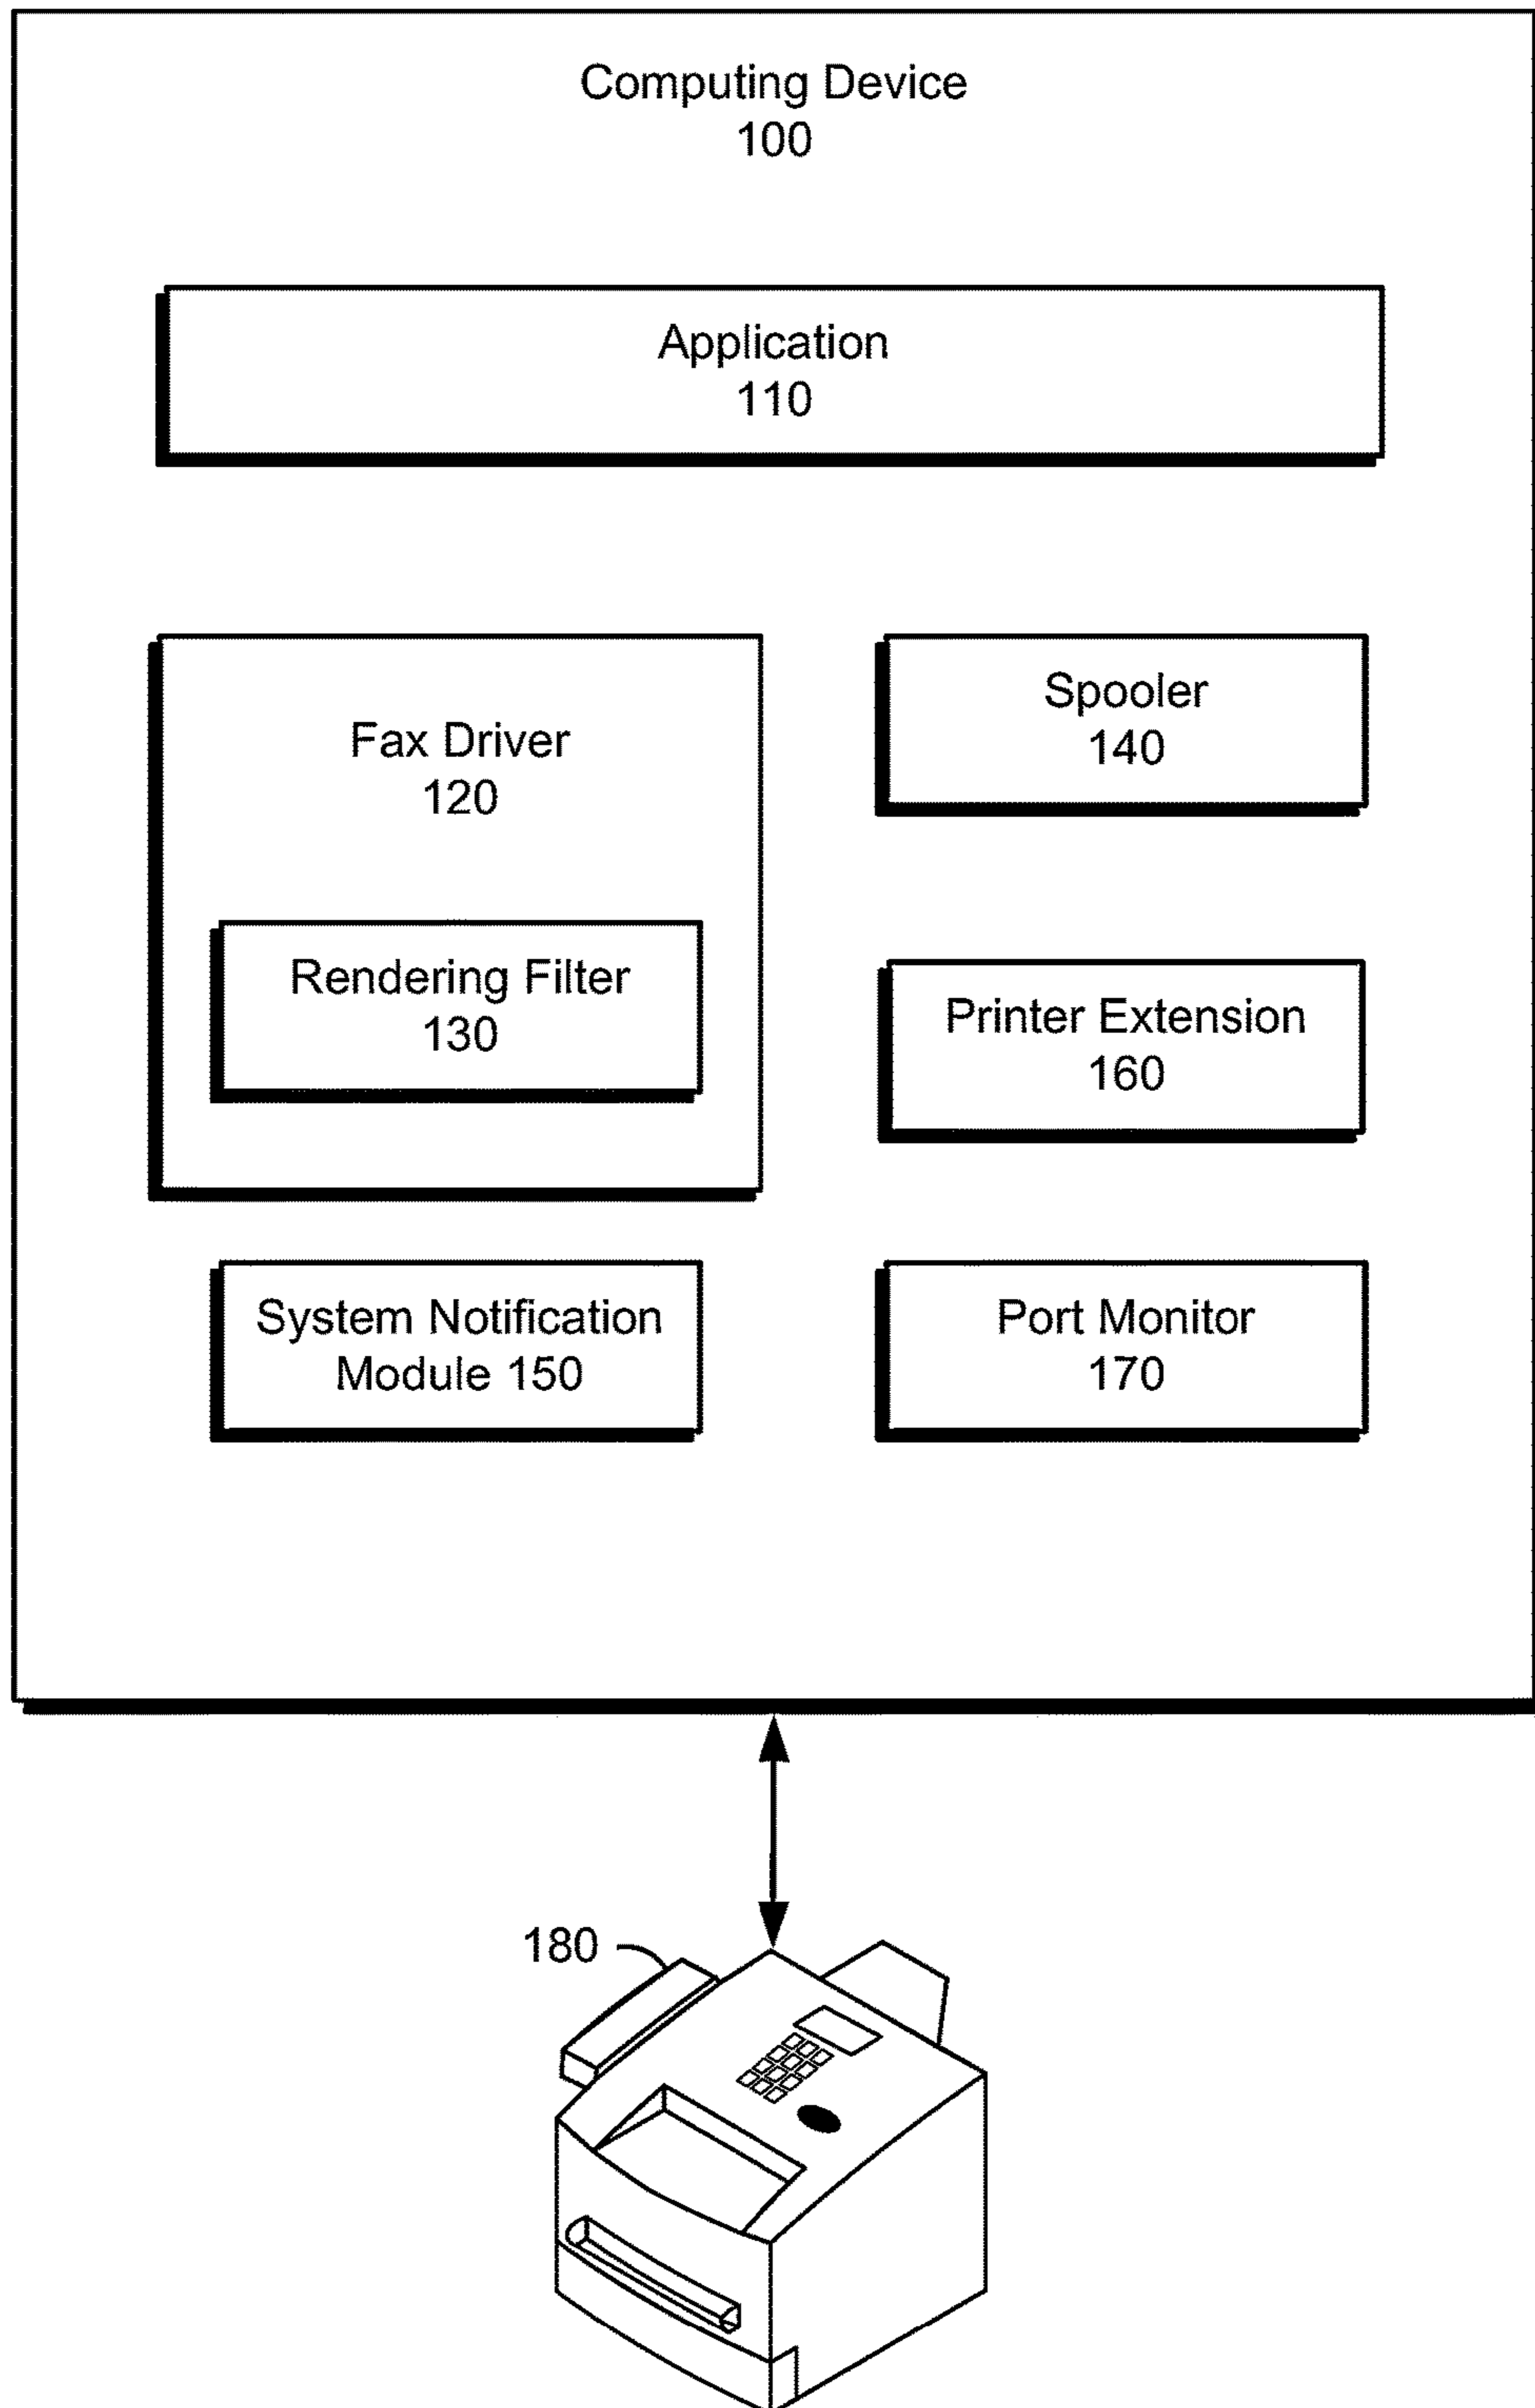 Computing Device
100
Application
110
Fax Driver
120
Rendering Filter
130
Spooler
140
Printer Extension
160
System Notification
Module 150
Port Monitor
170
180